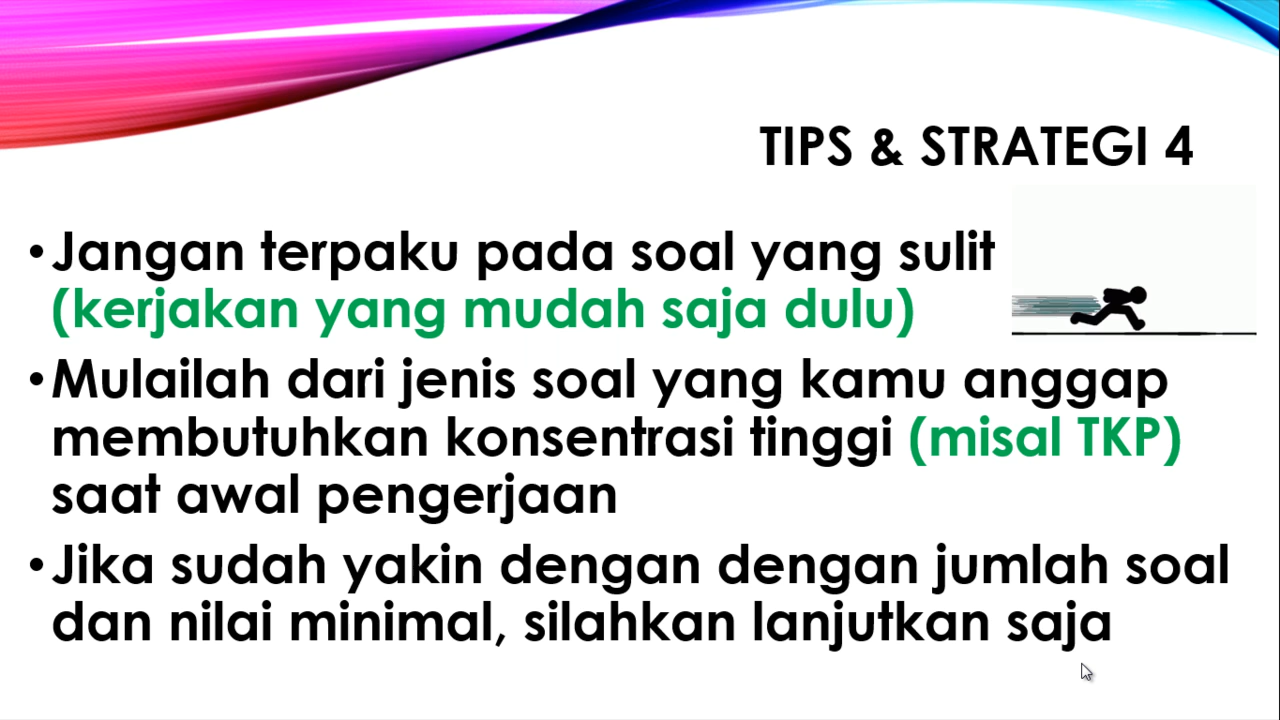 TIPS & STRATEGI 4
•Jangan terpaku pada soal yang sulit
(kerjakan yang mudah saja dulu)
•Mulailah dari jenis soal yang kamu anggap
membutuhkan konsentrasi tinggi (misal TKP)
saat awal pengerjaan
•Jika sudah yakin dengan dengan jumlah soal
dan nilai minimal, silahkan lanjutkan saja